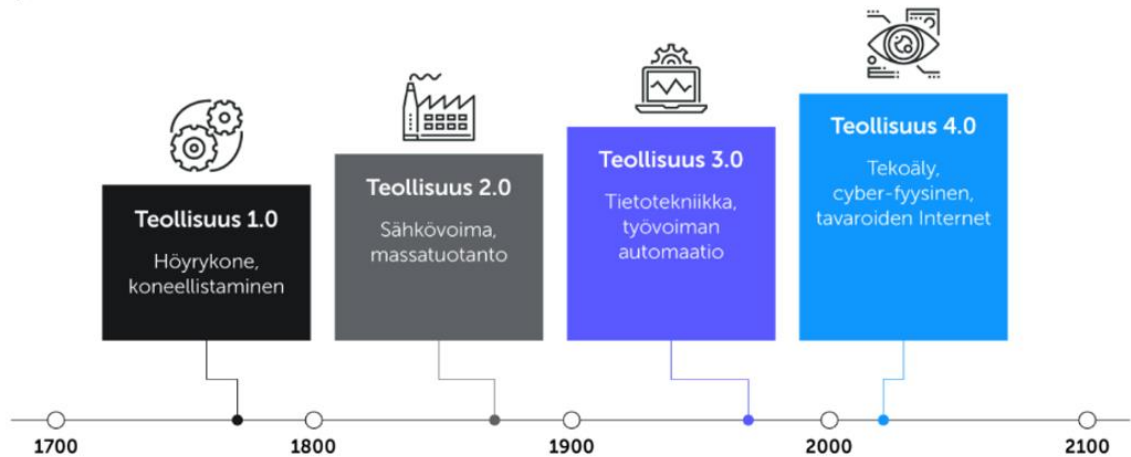 Teollisuus 1.0
Höyrykone,
koneellistaminen
Teollisuus 2.0
Sähkövoima,
massatuotanto
Teollisuus 3.0
Tietotekniikka,
työvoiman
automaatio
Teollisuus 4.0
Tekoäly,
cyber-fyysinen,
tavaroiden Internet
1700
1800
1900
2000
2100